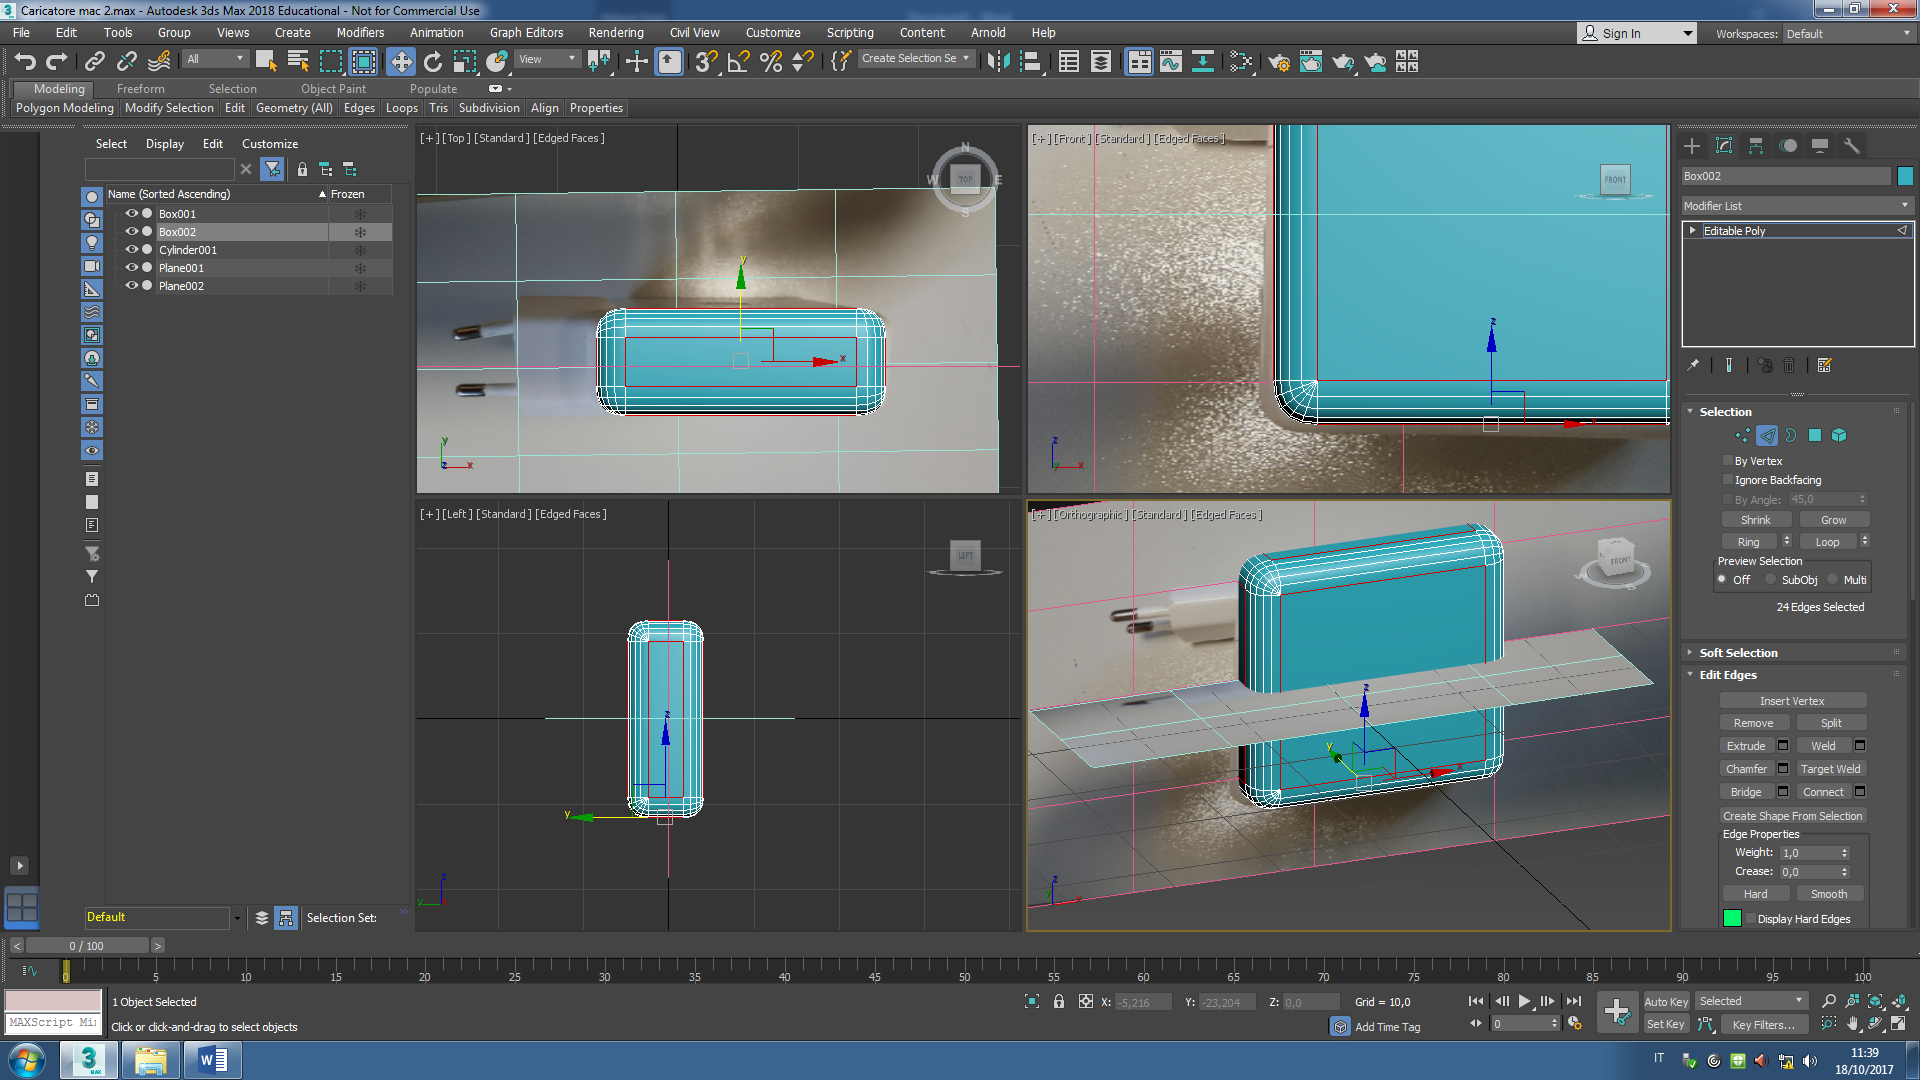 Caricatore mac 2.max - Autodesk 3ds Max 2018 Educational - Not for Commercial Use
File Edit Tools Group Views Create Modifiers Animation Graph Editors Rendering Civil View Customize Scripting Content Arnold Help
Sign In Workspaces: Default
All View Create Selection Se
Modeling Freeform Selection Object Paint Populate
Polygon Modeling Modify Selection Edit Geometry (All) Edges Loops Tris Subdivision Align Properties
Select Display Edit Customize
Name (Sorted Ascending) Frozen
Box001
Box002
Cylinder001
Plane001
Plane002
Default Selection Set:
[+] [Top] [Standard] [Edged Faces]
N W TOP E S
y
x
y
z x
[+] [Front] [Standard] [Edged Faces]
FRONT
z
x
z
y x
[+] [Left] [Standard] [Edged Faces]
LEFT
z
y
z
y
[+] [Orthographic] [Standard] [Edged Faces]
FRONT
z
y
x
z
y x
Box002
Modifier List
Editable Poly
Selection
By Vertex
Ignore Backfacing
By Angle: 45,0
Shrink Grow
Ring Loop
Preview Selection
Off SubObj Multi
24 Edges Selected
Soft Selection
Edit Edges
Insert Vertex
Remove Split
Extrude Weld
Chamfer Target Weld
Bridge Connect
Create Shape From Selection
Edge Properties
Weight: 1,0
Crease: 0,0
Hard Smooth
Display Hard Edges
0 / 100
0 5 10 15 20 25 30 35 40 45 50 55 60 65 70 75 80 85 90 95 100
1 Object Selected X: -5,216 Y: -23,204 Z: 0,0 Grid = 10,0 Auto Key Selected
MAXScript Mi
Click or click-and-drag to select objects Add Time Tag 0 Set Key Key Filters...
3 MAX W IT 11:39
18/10/2017